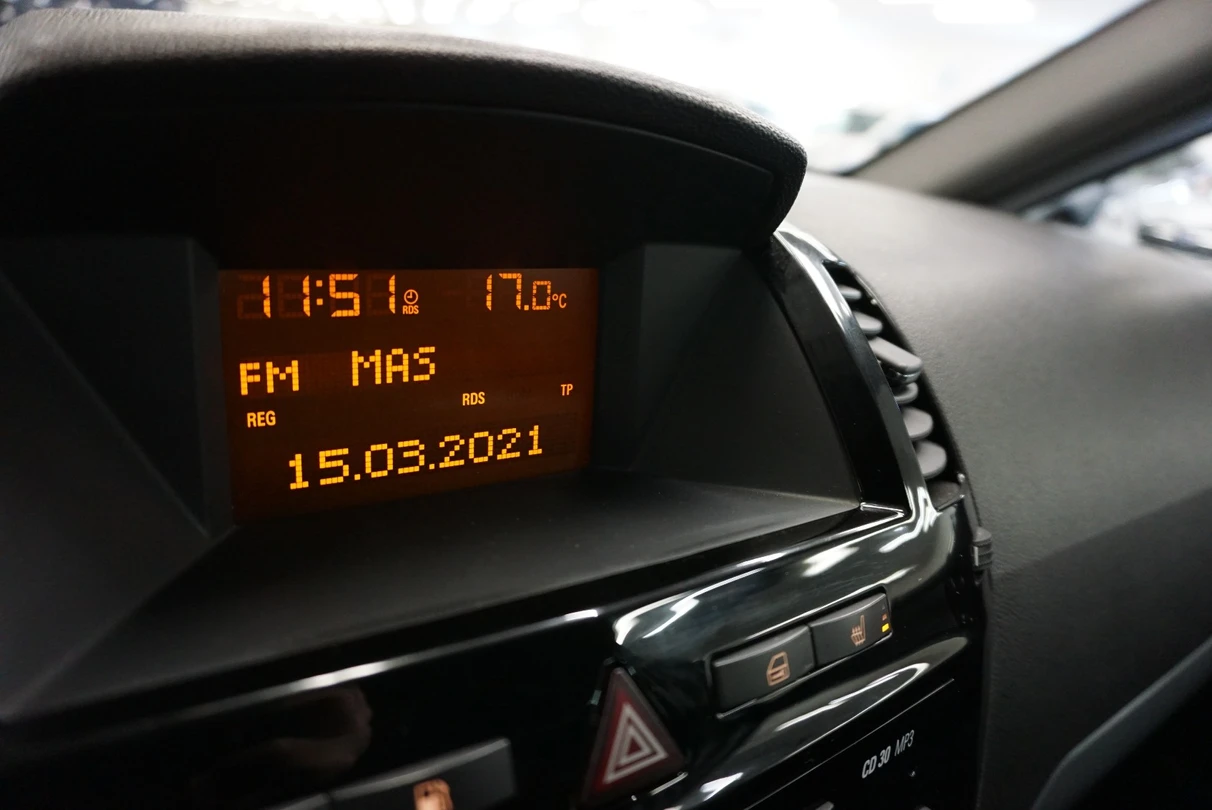 11:51 RDS 17.0°C
FM MAS
RDS TP
REG
15.03.2021
CD 30 MP3